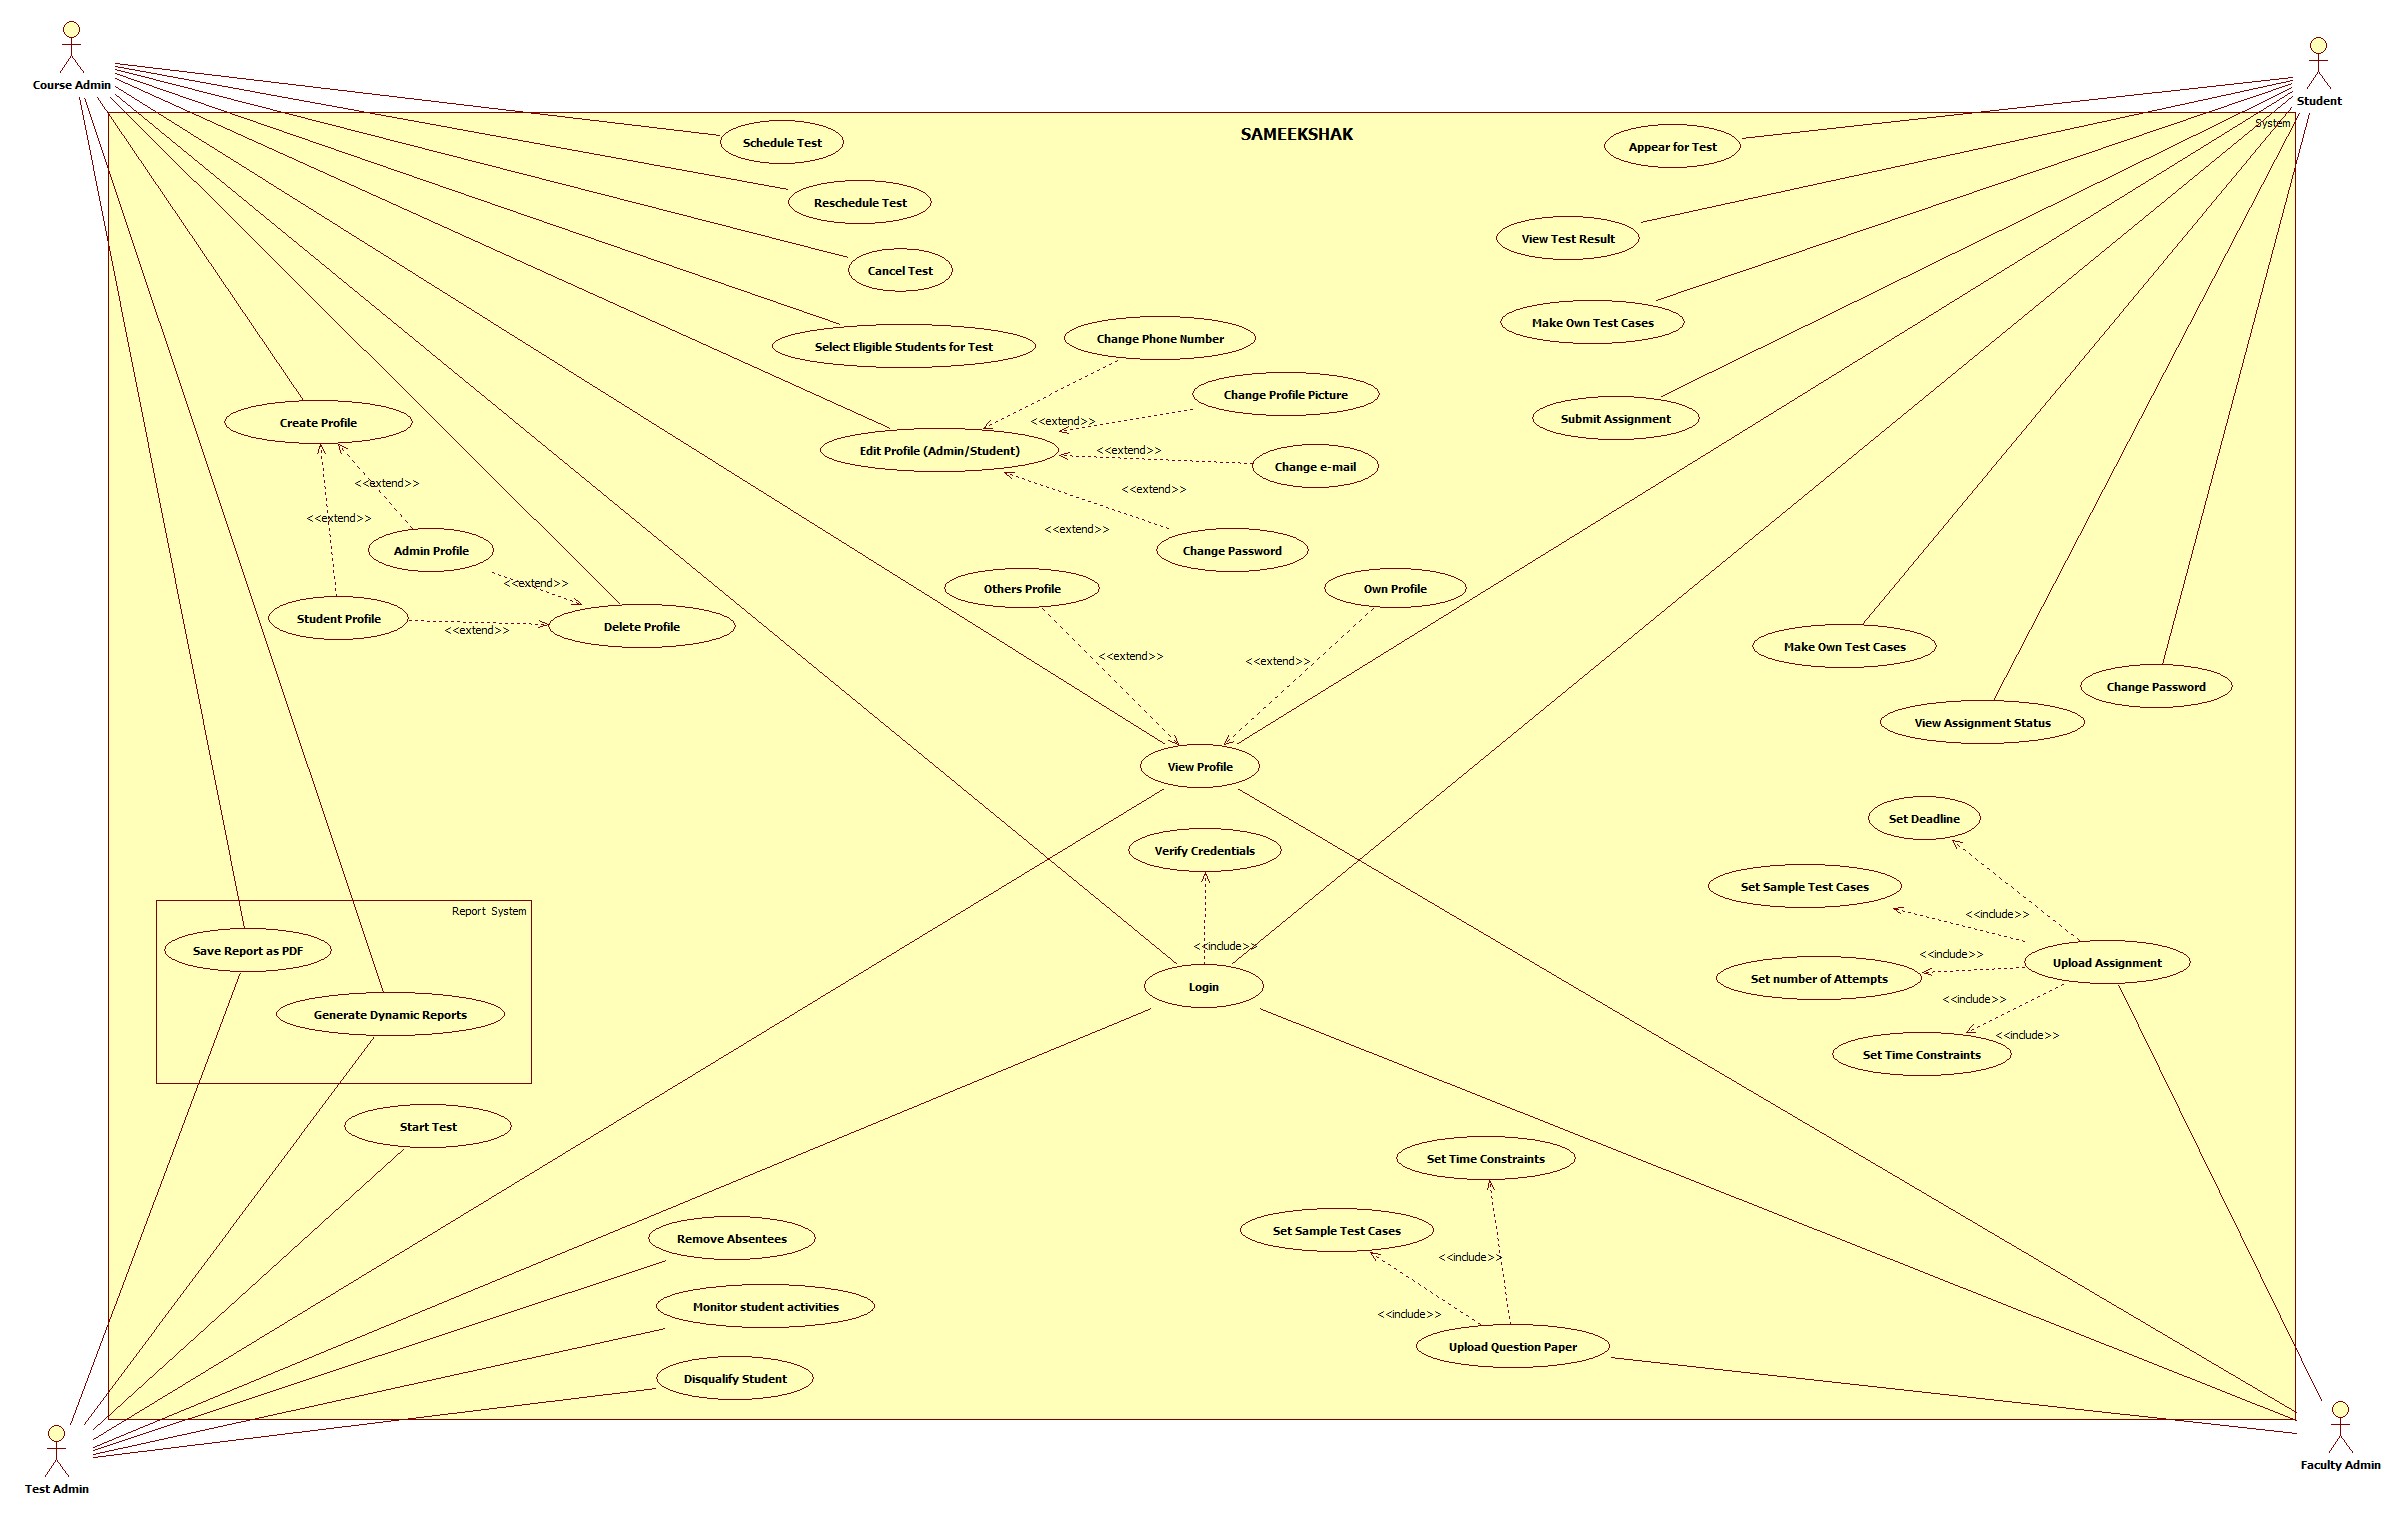 Course Admin
Student
System
SAMEEKSHAK
Schedule Test
Appear for Test
Reschedule Test
View Test Result
Cancel Test
Make Own Test Cases
Change Phone Number
Select Eligible Students for Test
Change Profile Picture
<<extend>>
Submit Assignment
Create Profile
Edit Profile (Admin/Student)
<<extend>>
Change e-mail
<<extend>>
<<extend>>
<<extend>>
<<extend>>
Admin Profile
Change Password
<<extend>>
Others Profile
Own Profile
Student Profile
<<extend>>
Delete Profile
Make Own Test Cases
<<extend>>
<<extend>>
Change Password
View Assignment Status
View Profile
Set Deadline
Verify Credentials
Set Sample Test Cases
Report System
<<include>>
<<include>>
Save Report as PDF
<<include>>
Upload Assignment
Set number of Attempts
Login
<<include>>
Generate Dynamic Reports
<<include>>
Set Time Constraints
Start Test
Set Time Constraints
Set Sample Test Cases
Remove Absentees
<<include>>
Monitor student activities
<<include>>
Upload Question Paper
Disqualify Student
Faculty Admin
Test Admin